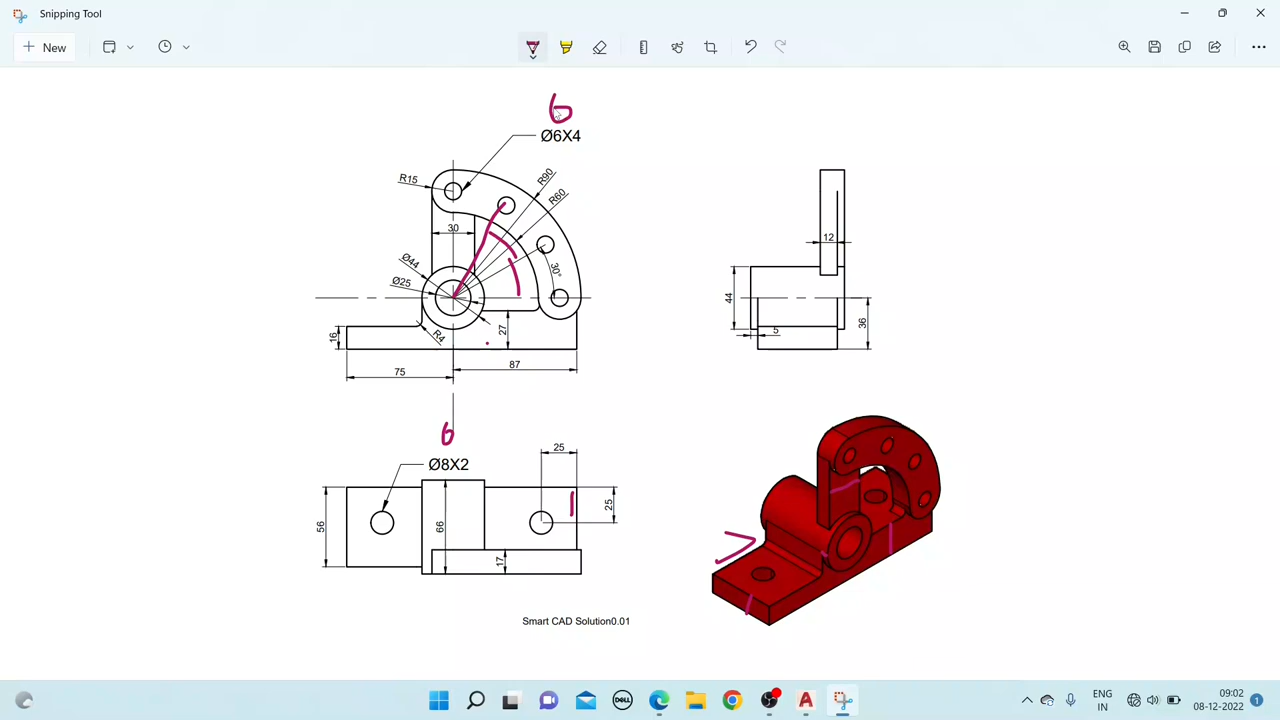 Snipping Tool
New
6
Ø6X4
R15
R90
R60
30
Ø44
Ø25
30°
12
44
36
5
16
R4
27
75
87
6
Ø8X2
25
56
66
25
17
Smart CAD Solution0.01
ENG
IN
09:02
08-12-2022
1
DELL